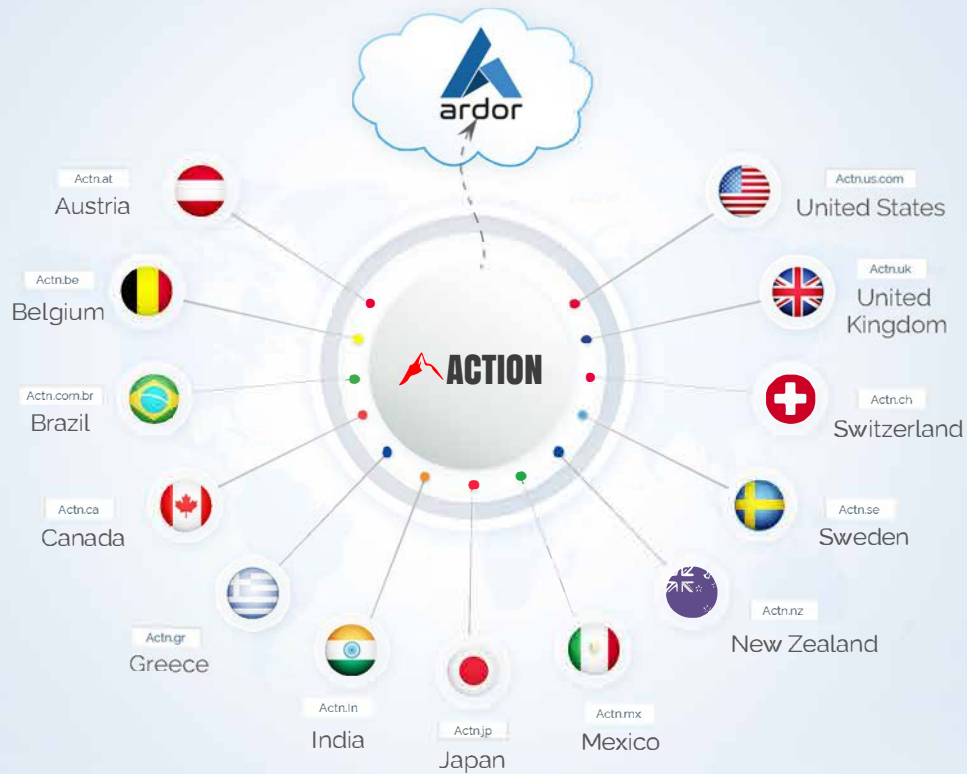 ardor
Actn.at
Austria
Actn.us.com
United States
Actn.be
Belgium
Actn.uk
United
Kingdom
ACTION
Actn.com.br
Brazil
Actn.ch
Switzerland
Actn.ca
Canada
Actn.se
Sweden
Actn.gr
Greece
Actn.nz
New Zealand
Actn.in
India
Actn.jp
Japan
Actn.mx
Mexico